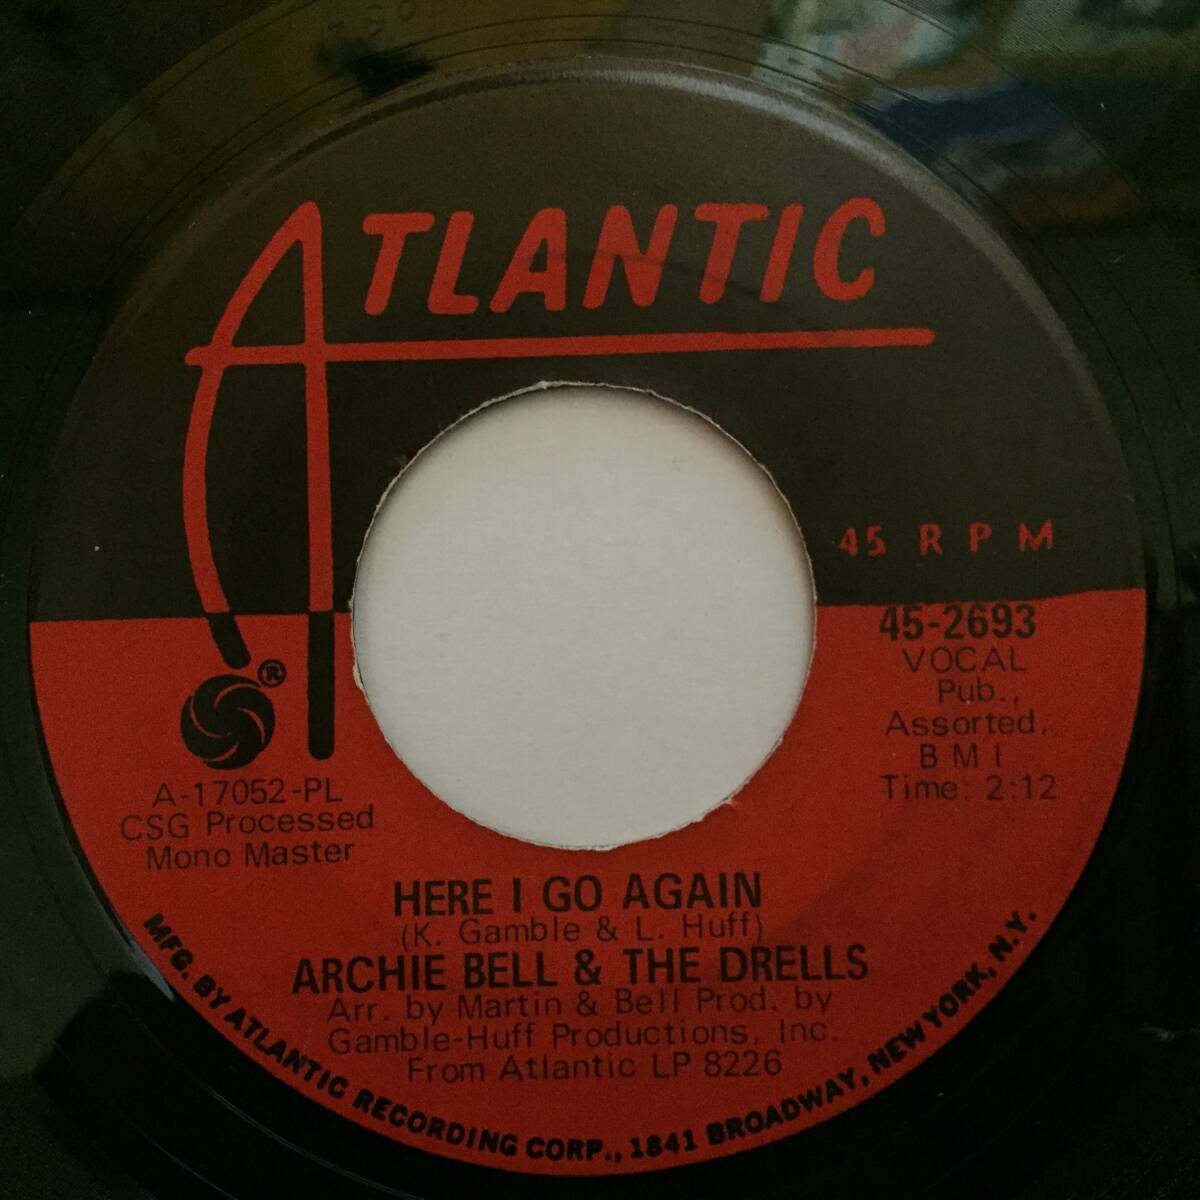 ATLANTIC
45 RPM
45-2693
VOCAL
Pub.,
Assorted,
BMI
Time: 2:12
®
A-17052-PL
CSG Processed
Mono Master
HERE I GO AGAIN
(K. Gamble & L. Huff)
ARCHIE BELL & THE DRELLS
Arr. by Martin & Bell Prod. by
Gamble-Huff Productions, Inc.
From Atlantic LP 8226
MFG. BY ATLANTIC RECORDING CORP., 1841 BROADWAY, NEW YORK, N.Y.